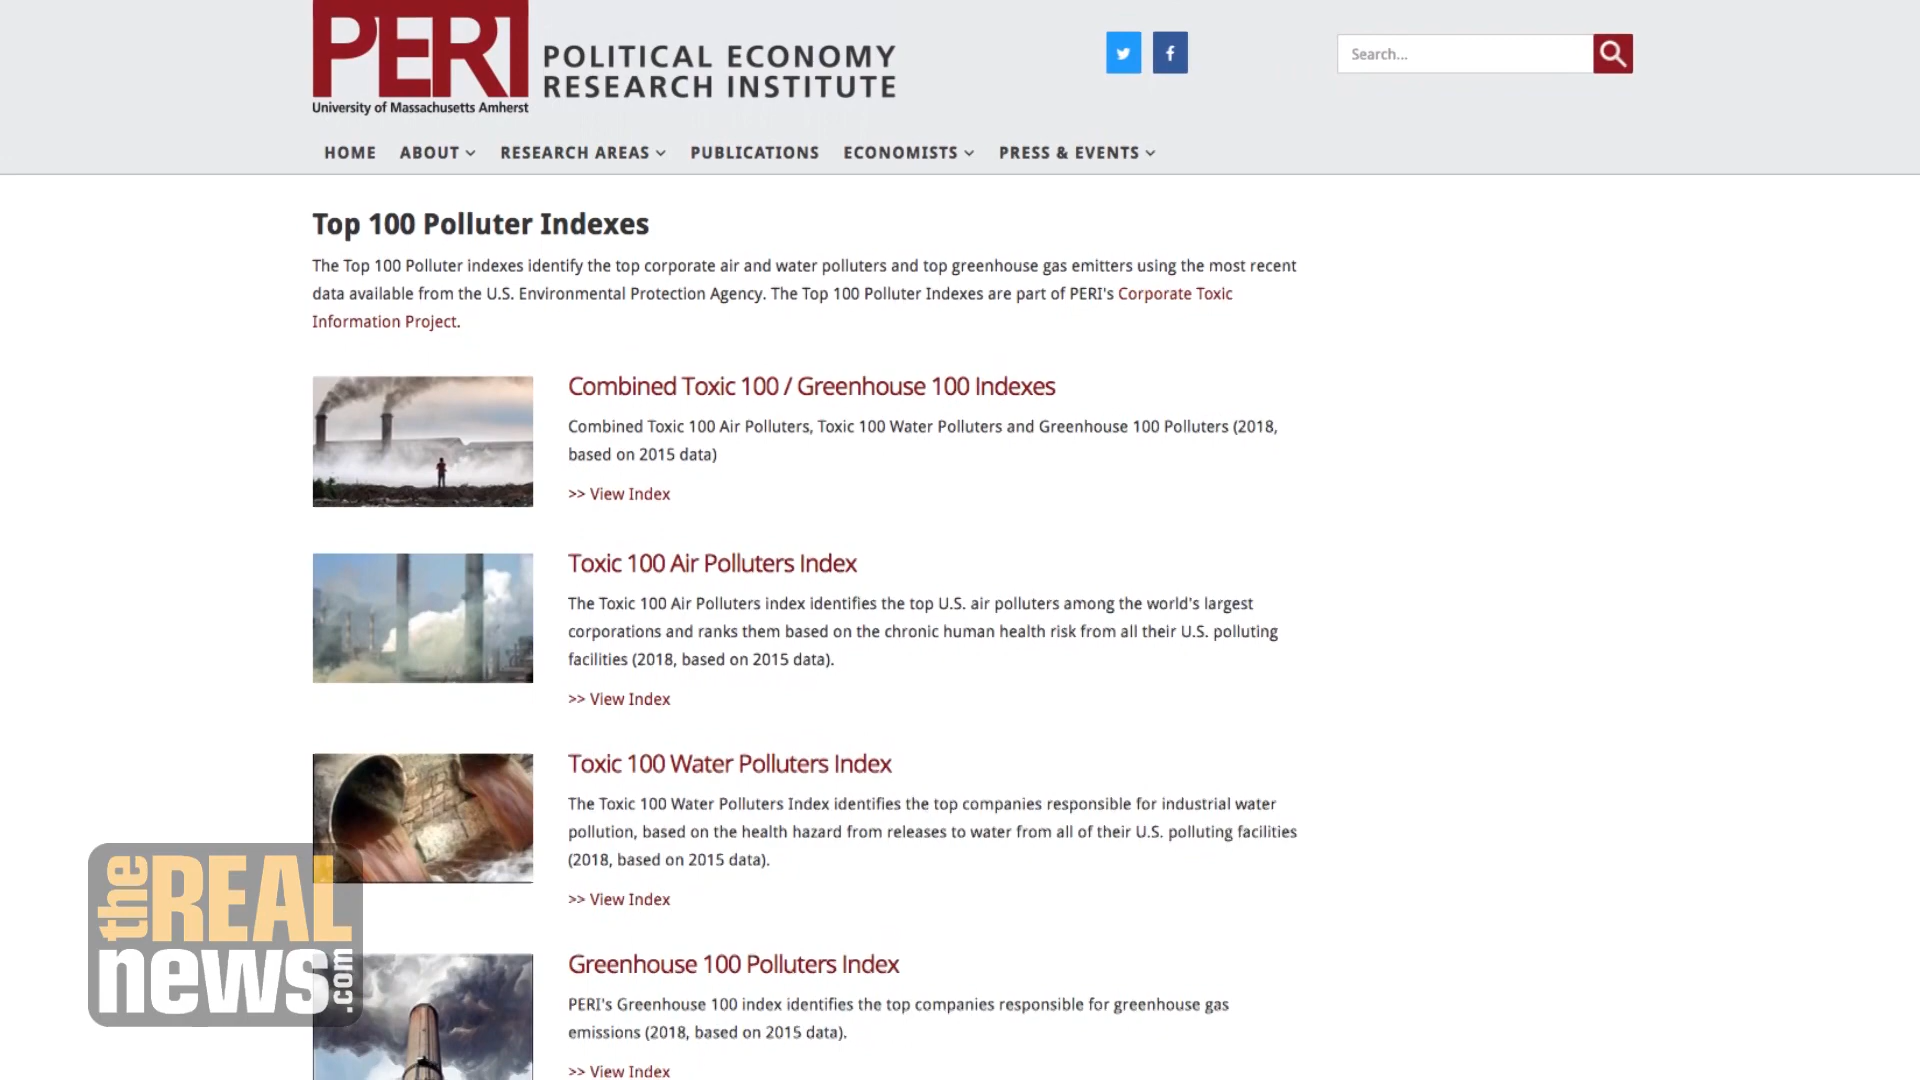 PERI
University of Massachusetts Amherst
POLITICAL ECONOMY
RESEARCH INSTITUTE
Search...
HOME ABOUT RESEARCH AREAS PUBLICATIONS ECONOMISTS PRESS & EVENTS
Top 100 Polluter Indexes
The Top 100 Polluter indexes identify the top corporate air and water polluters and top greenhouse gas emitters using the most recent
data available from the U.S. Environmental Protection Agency. The Top 100 Polluter Indexes are part of PERI's Corporate Toxic
Information Project.
Combined Toxic 100 / Greenhouse 100 Indexes
Combined Toxic 100 Air Polluters, Toxic 100 Water Polluters and Greenhouse 100 Polluters (2018,
based on 2015 data)
>> View Index
Toxic 100 Air Polluters Index
The Toxic 100 Air Polluters index identifies the top U.S. air polluters among the world's largest
corporations and ranks them based on the chronic human health risk from all their U.S. polluting
facilities (2018, based on 2015 data).
>> View Index
Toxic 100 Water Polluters Index
The Toxic 100 Water Polluters Index identifies the top companies responsible for industrial water
pollution, based on the health hazard from releases to water from all of their U.S. polluting facilities
(2018, based on 2015 data).
>> View Index
Greenhouse 100 Polluters Index
PERI's Greenhouse 100 index identifies the top companies responsible for greenhouse gas
emissions (2018, based on 2015 data).
>> View Index
the REAL
news.com